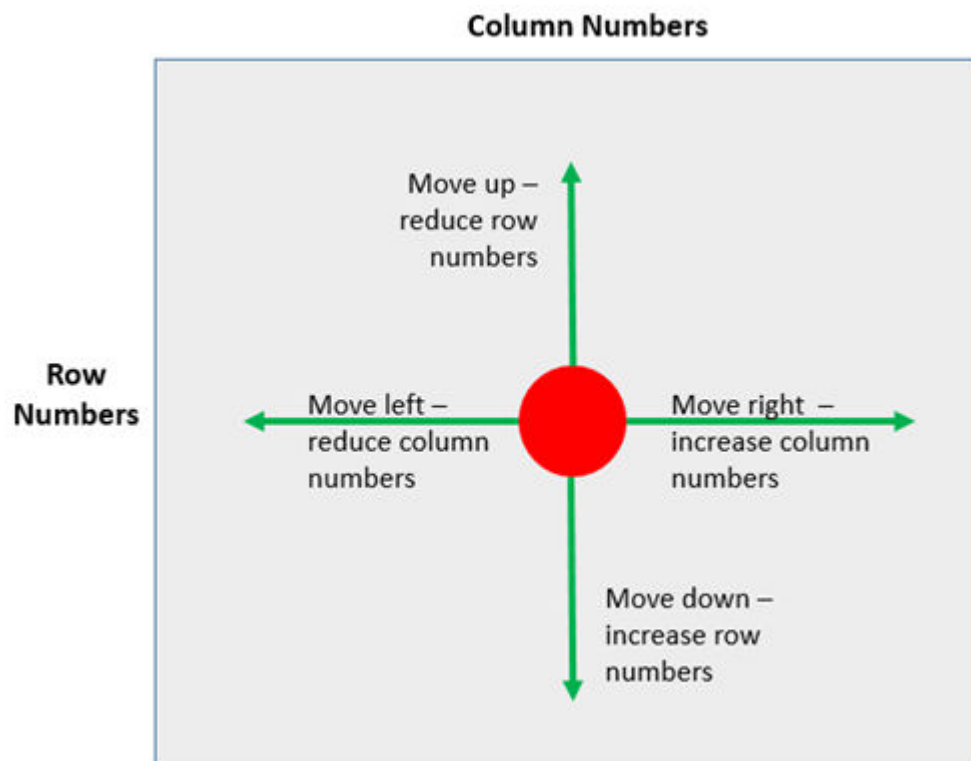 Column Numbers
Move up –
reduce row
numbers
Row
Numbers
Move left –
reduce column
numbers
Move right –
increase column
numbers
Move down –
increase row
numbers